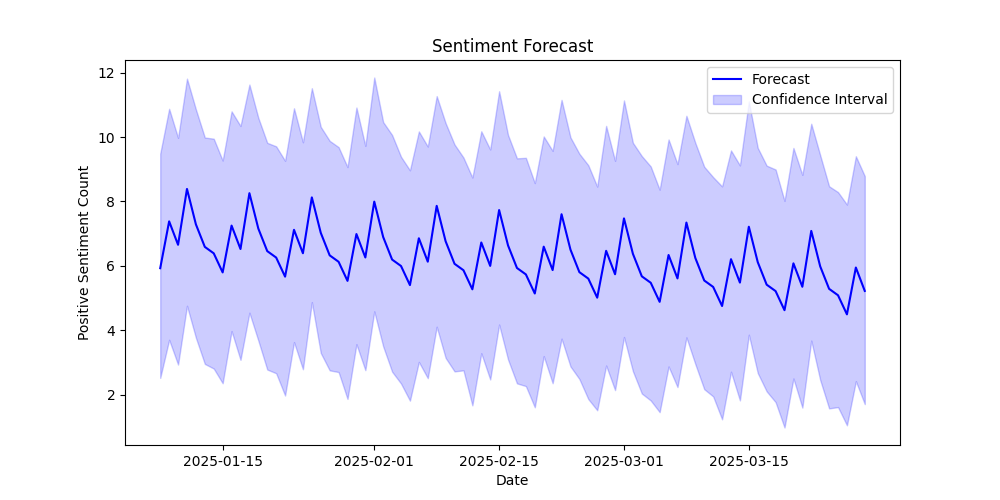 Sentiment Forecast
Forecast
Confidence Interval
Positive Sentiment Count
12
10
8
6
4
2
2025-01-15
2025-02-01
2025-02-15
2025-03-01
2025-03-15
Date